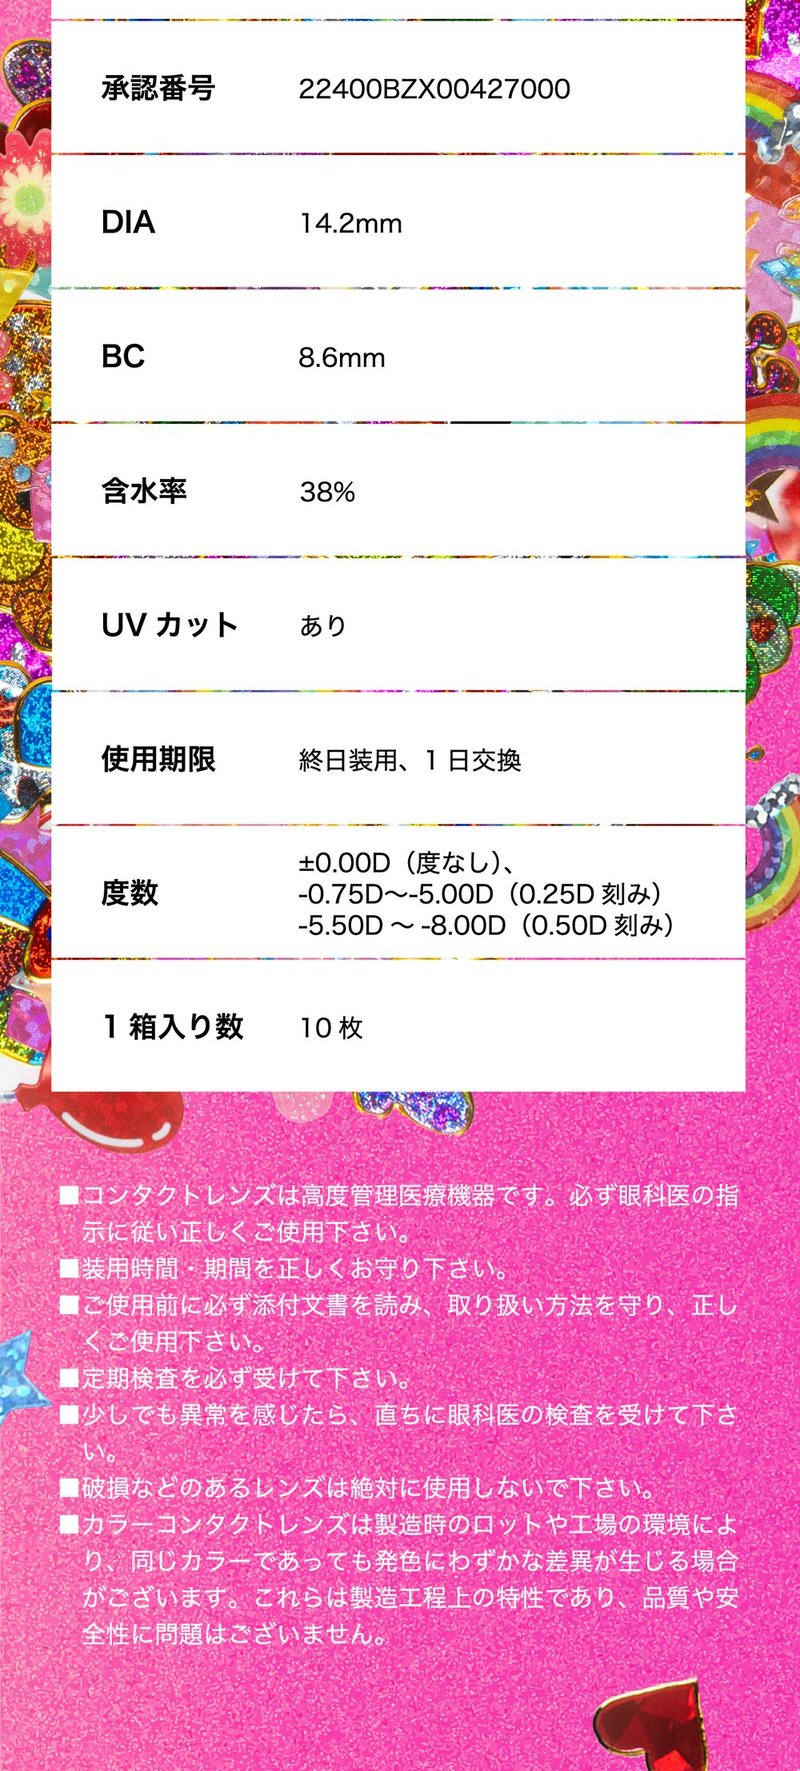 承認番号 22400BZX00427000
DIA 14.2mm
BC 8.6mm
含水率 38%
UVカット あり
使用期限 終日装用、1日交換
±0.00D（度なし）、
度数 -0.75D～-5.00D（0.25D刻み）
-5.50D ～ -8.00D（0.50D刻み）
1箱入り数 10枚
■コンタクトレンズは高度管理医療機器です。必ず眼科医の指
示に従い正しくご使用下さい。
■装用時間・期間を正しくお守り下さい。
■ご使用前に必ず添付文書を読み、取り扱い方法を守り、正し
くご使用下さい。
■定期検査を必ず受けて下さい。
■少しでも異常を感じたら、直ちに眼科医の検査を受けて下さ
い。
■破損などのあるレンズは絶対に使用しないで下さい。
■カラーコンタクトレンズは製造時のロットや工場の環境によ
り、同じカラーであっても発色にわずかな差異が生じる場合
がございます。これらは製造工程上の特性であり、品質や安
全性に問題はございません。